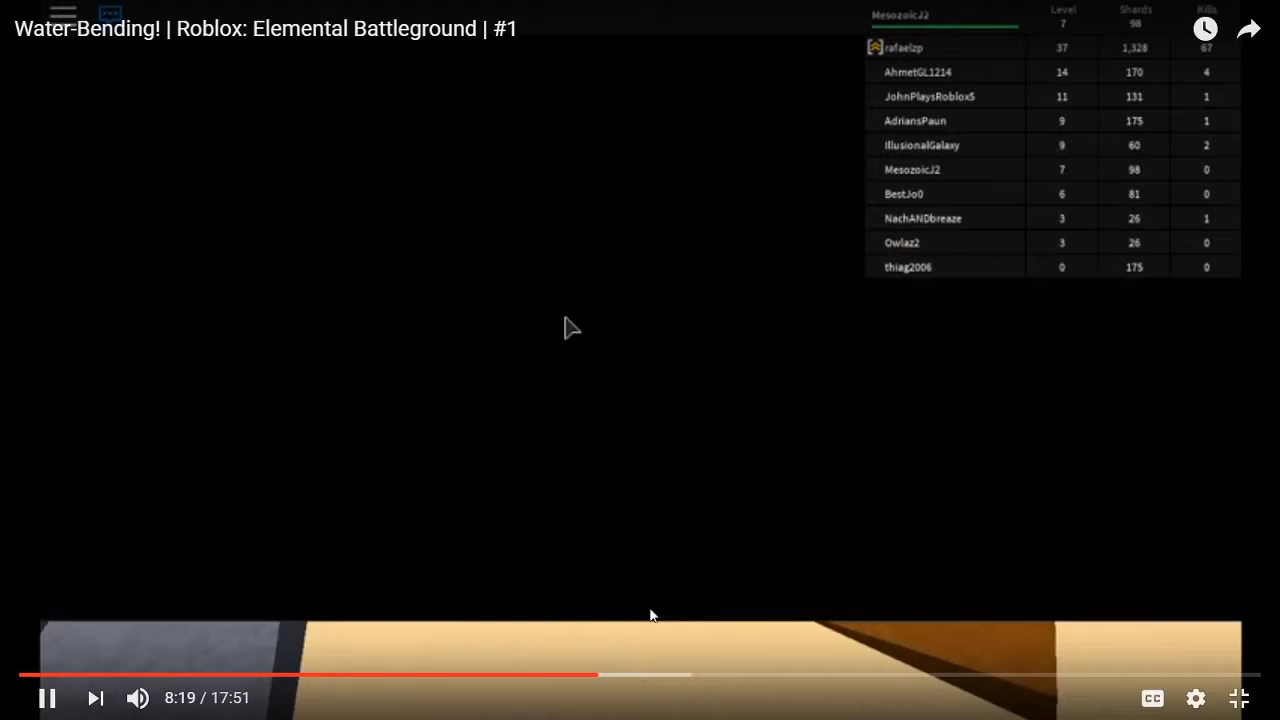 Water-Bending! | Roblox: Elemental Battleground | #1
MesozoicJ2 Level 7 Shards 98 Kills
rafaelzp 37 1,328 67
AhmetGL1214 14 170 4
JohnPlaysRoblox5 11 131 1
AdriansPaun 9 175 1
IllusionalGalaxy 9 60 2
MesozoicJ2 7 98 0
BestJo0 6 81 0
NachANDbreaze 3 26 1
Owlaz2 3 26 0
thiag2006 0 175 0
8:19 / 17:51 CC